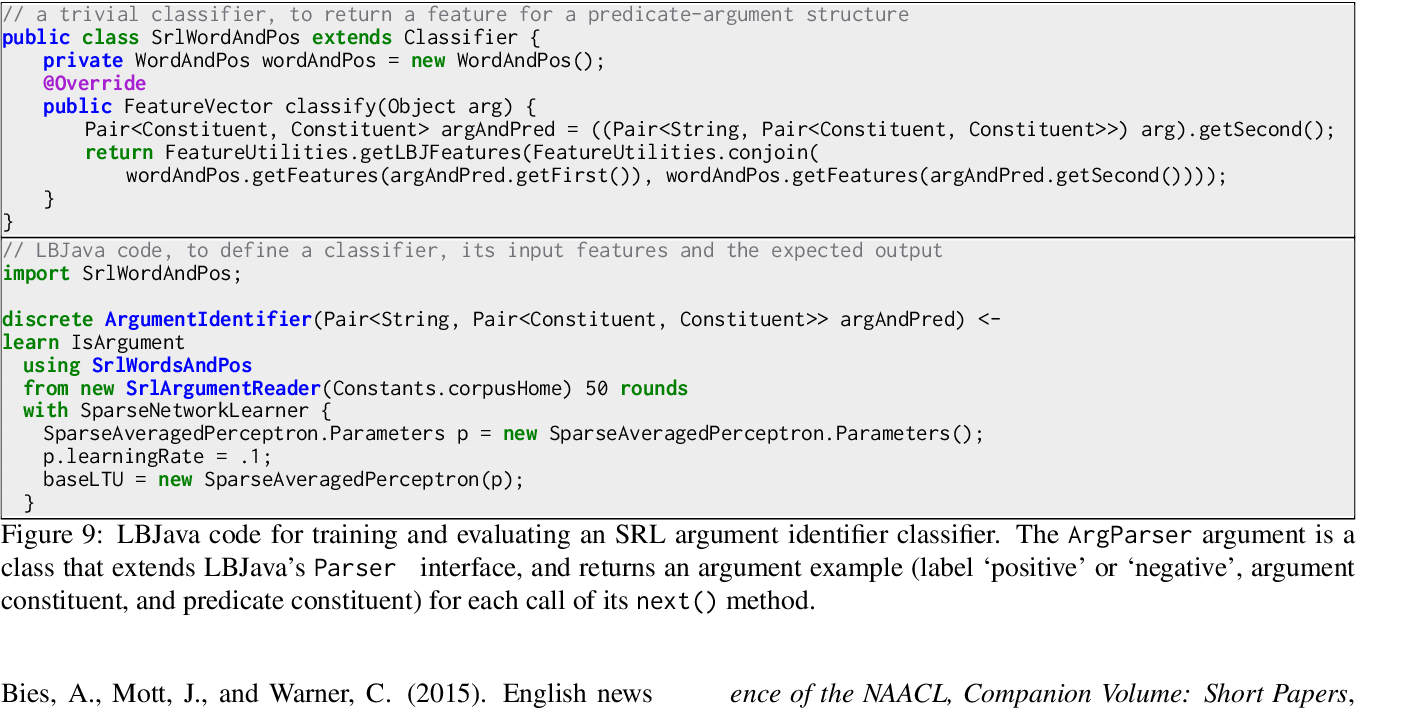 // a trivial classifier, to return a feature for a predicate-argument structure
public class SrlWordAndPos extends Classifier {
private WordAndPos wordAndPos = new WordAndPos();
@Override
public FeatureVector classify(Object arg) {
Pair<Constituent, Constituent> argAndPred = ((Pair<String, Pair<Constituent, Constituent>>) arg).getSecond();
return FeatureUtilities.getLBJFeatures(FeatureUtilities.conjoin(
wordAndPos.getFeatures(argAndPred.getFirst()), wordAndPos.getFeatures(argAndPred.getSecond())));
}
}
// LBJava code, to define a classifier, its input features and the expected output
import SrlWordAndPos;
discrete ArgumentIdentifier(Pair<String, Pair<Constituent, Constituent>> argAndPred) <-
learn IsArgument
using SrlWordsAndPos
from new SrlArgumentReader(Constants.corpusHome) 50 rounds
with SparseNetworkLearner {
SparseAveragedPerceptron.Parameters p = new SparseAveragedPerceptron.Parameters();
p.learningRate = .1;
baseLTU = new SparseAveragedPerceptron(p);
}
Figure 9: LBJava code for training and evaluating an SRL argument identifier classifier. The ArgParser argument is a
class that extends LBJava's Parser interface, and returns an argument example (label 'positive' or 'negative', argument
constituent, and predicate constituent) for each call of its next() method.
Bies, A., Mott, J., and Warner, C. (2015). English news
ence of the NAACL, Companion Volume: Short Papers,